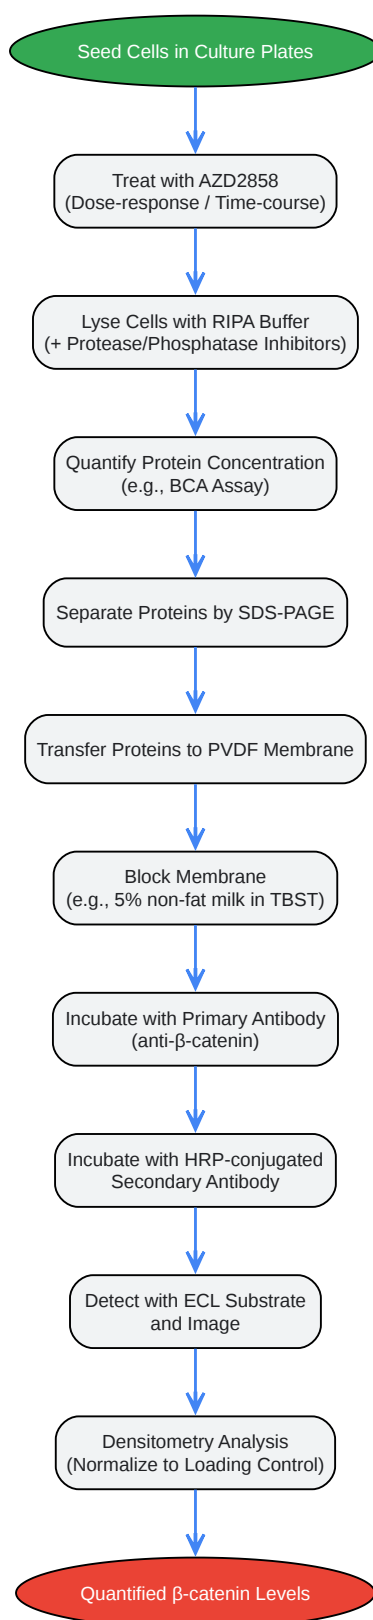 Seed Cells in Culture Plates
Treat with AZD2858
(Dose-response / Time-course)
Lyse Cells with RIPA Buffer
(+ Protease/Phosphatase Inhibitors)
Quantify Protein Concentration
(e.g., BCA Assay)
Separate Proteins by SDS-PAGE
Transfer Proteins to PVDF Membrane
Block Membrane
(e.g., 5% non-fat milk in TBST)
Incubate with Primary Antibody
(anti-β-catenin)
Incubate with HRP-conjugated
Secondary Antibody
Detect with ECL Substrate
and Image
Densitometry Analysis
(Normalize to Loading Control)
Quantified β-catenin Levels